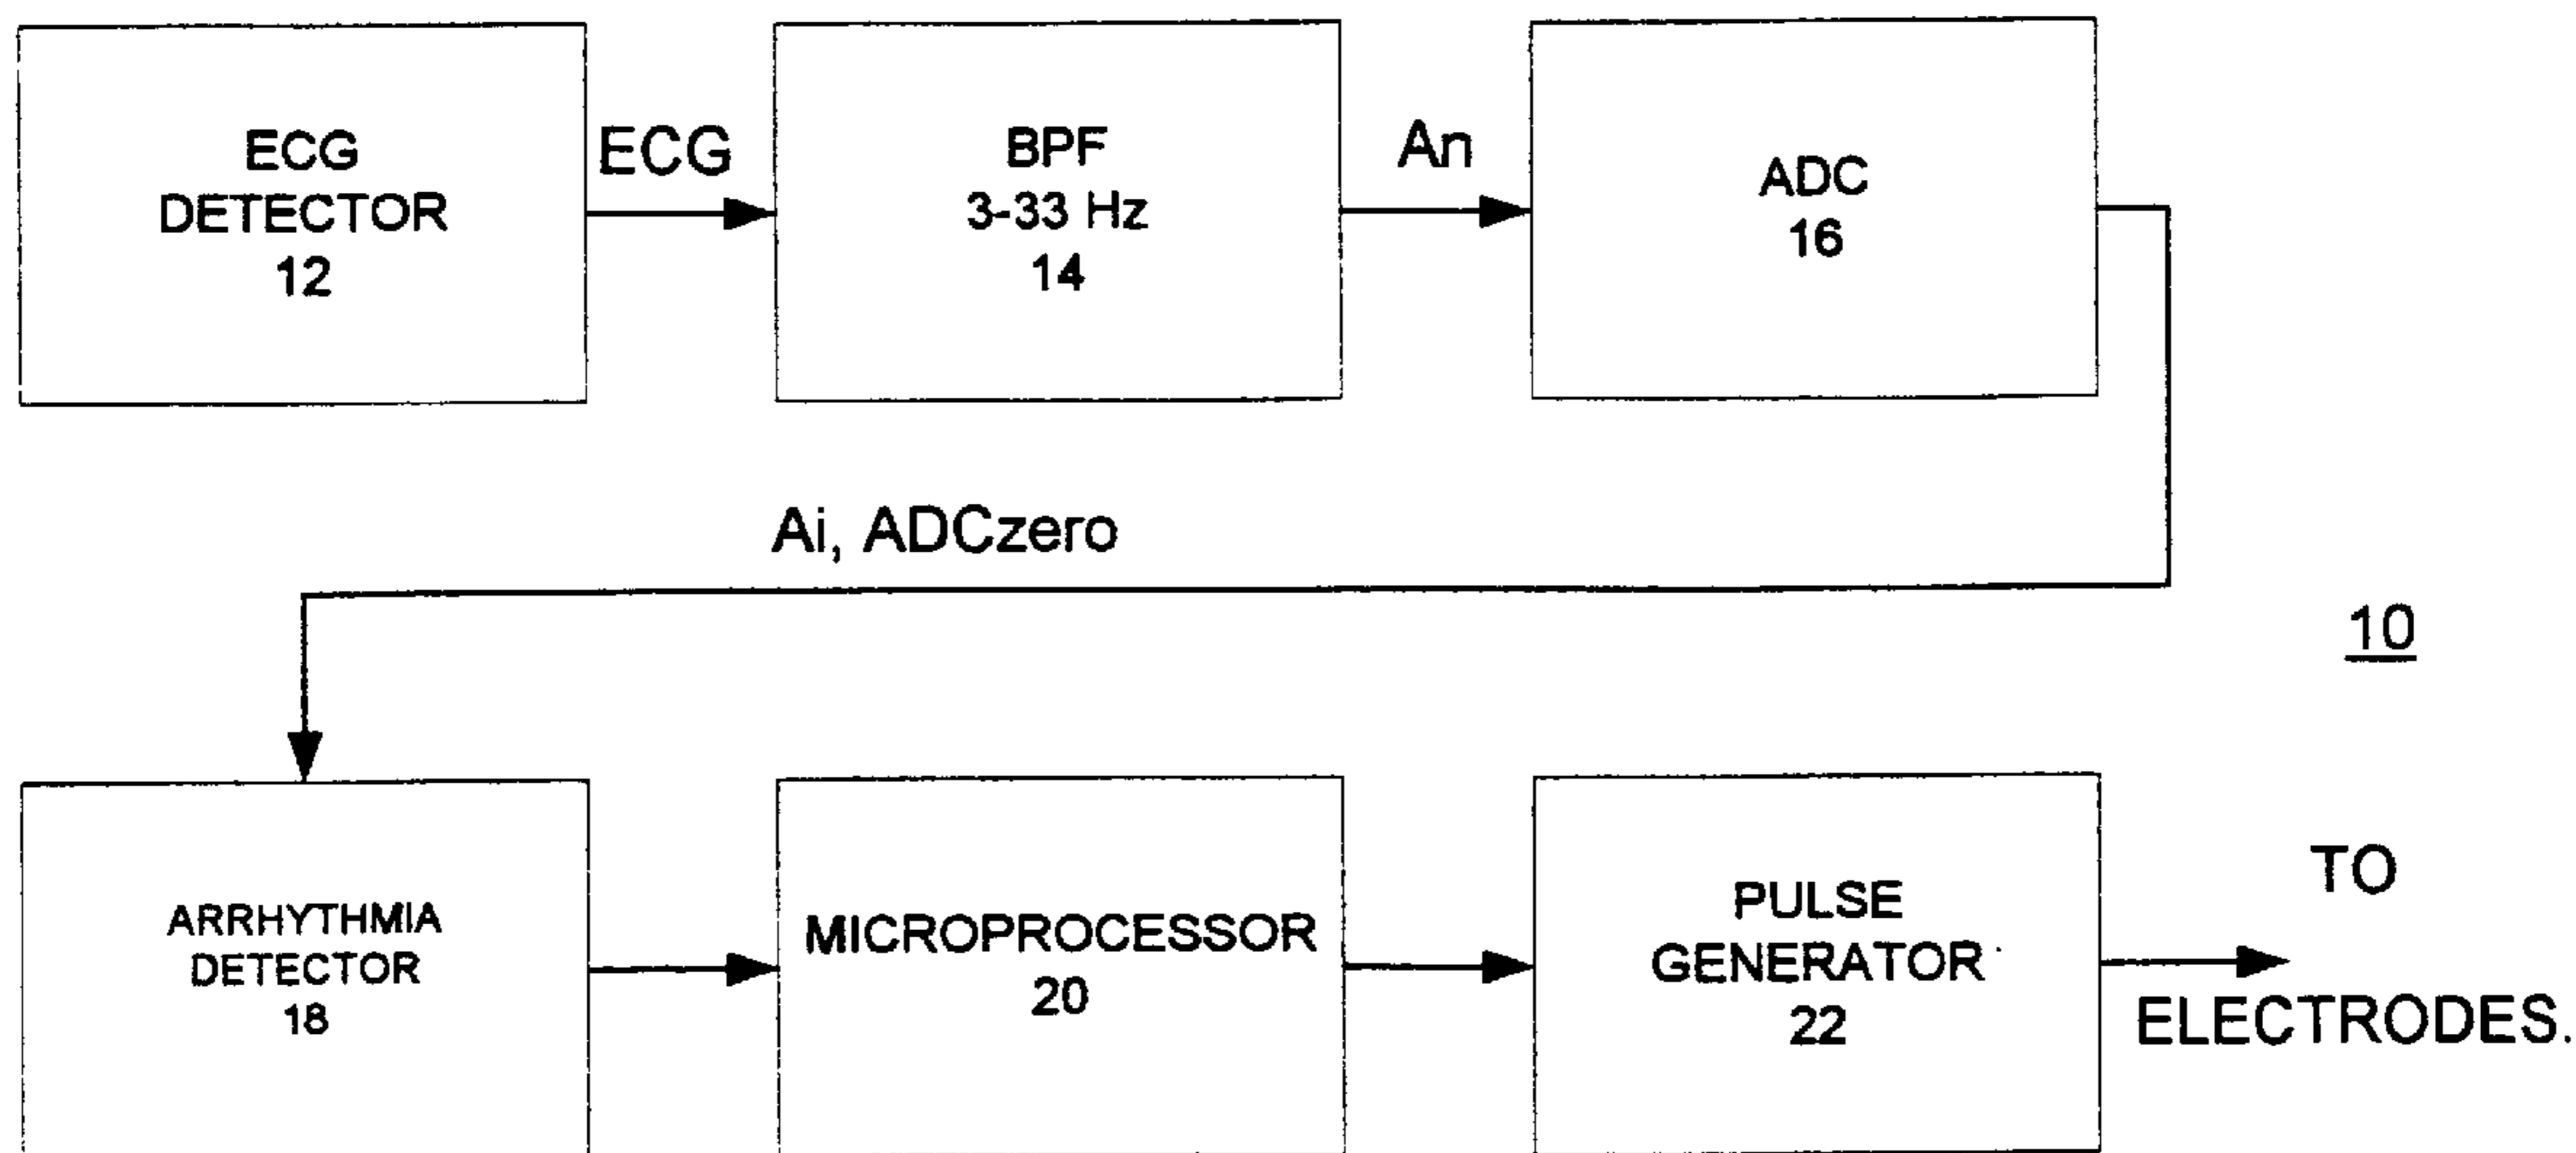 ECG
DETECTOR
12
ECG
BPF
3-33 Hz
14
An
ADC
16
Ai, ADCzero
10
ARRHYTHMIA
DETECTOR
18
MICROPROCESSOR
20
PULSE
GENERATOR
22
TO
ELECTRODES.